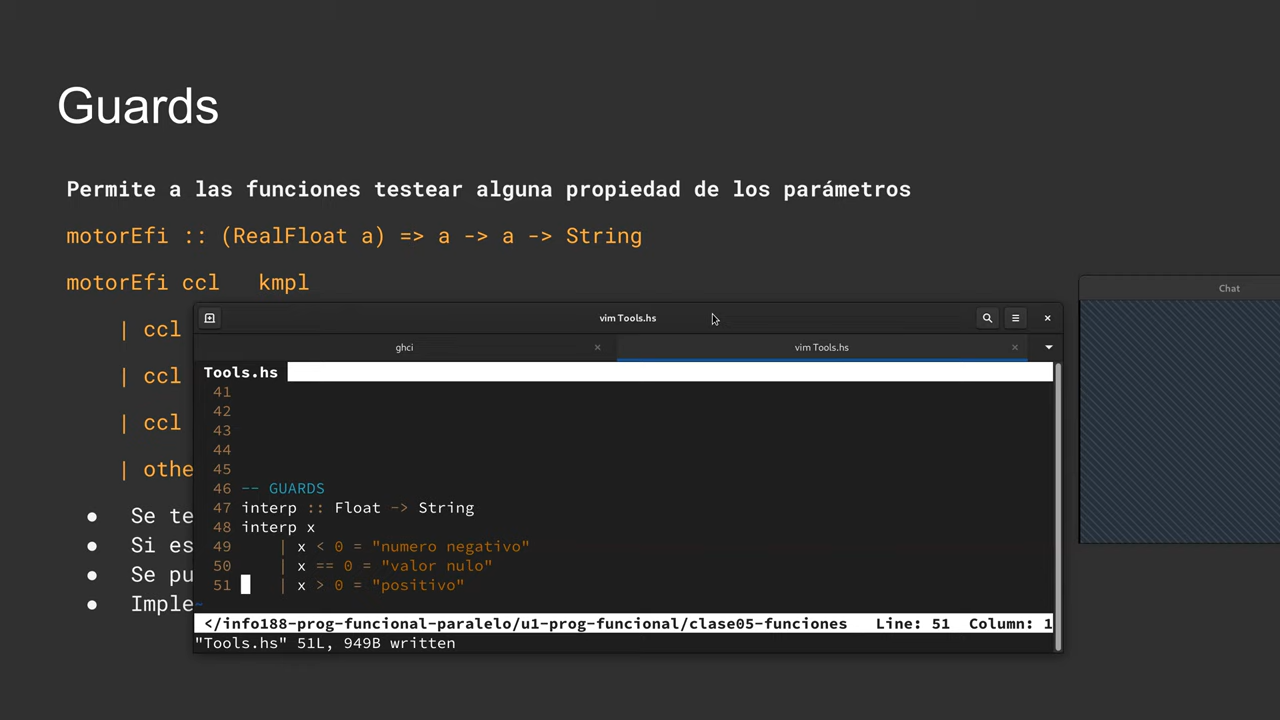 Guards
Permite a las funciones testear alguna propiedad de los parámetros
motorEfi :: (RealFloat a) => a -> a -> String
motorEfi ccl   kmpl
| ccl
| ccl
| ccl
| othe
Se te
Si es
Se pu
Imple
vim Tools.hs
ghci
vim Tools.hs
Tools.hs
41
42
43
44
45
46 -- GUARDS
47 interp :: Float -> String
48 interp x
49     | x < 0 = "numero negativo"
50     | x == 0 = "valor nulo"
51     | x > 0 = "positivo"
~
</info188-prog-funcional-paralelo/u1-prog-funcional/clase05-funciones   Line: 51  Column: 1
"Tools.hs" 51L, 949B written
Chat